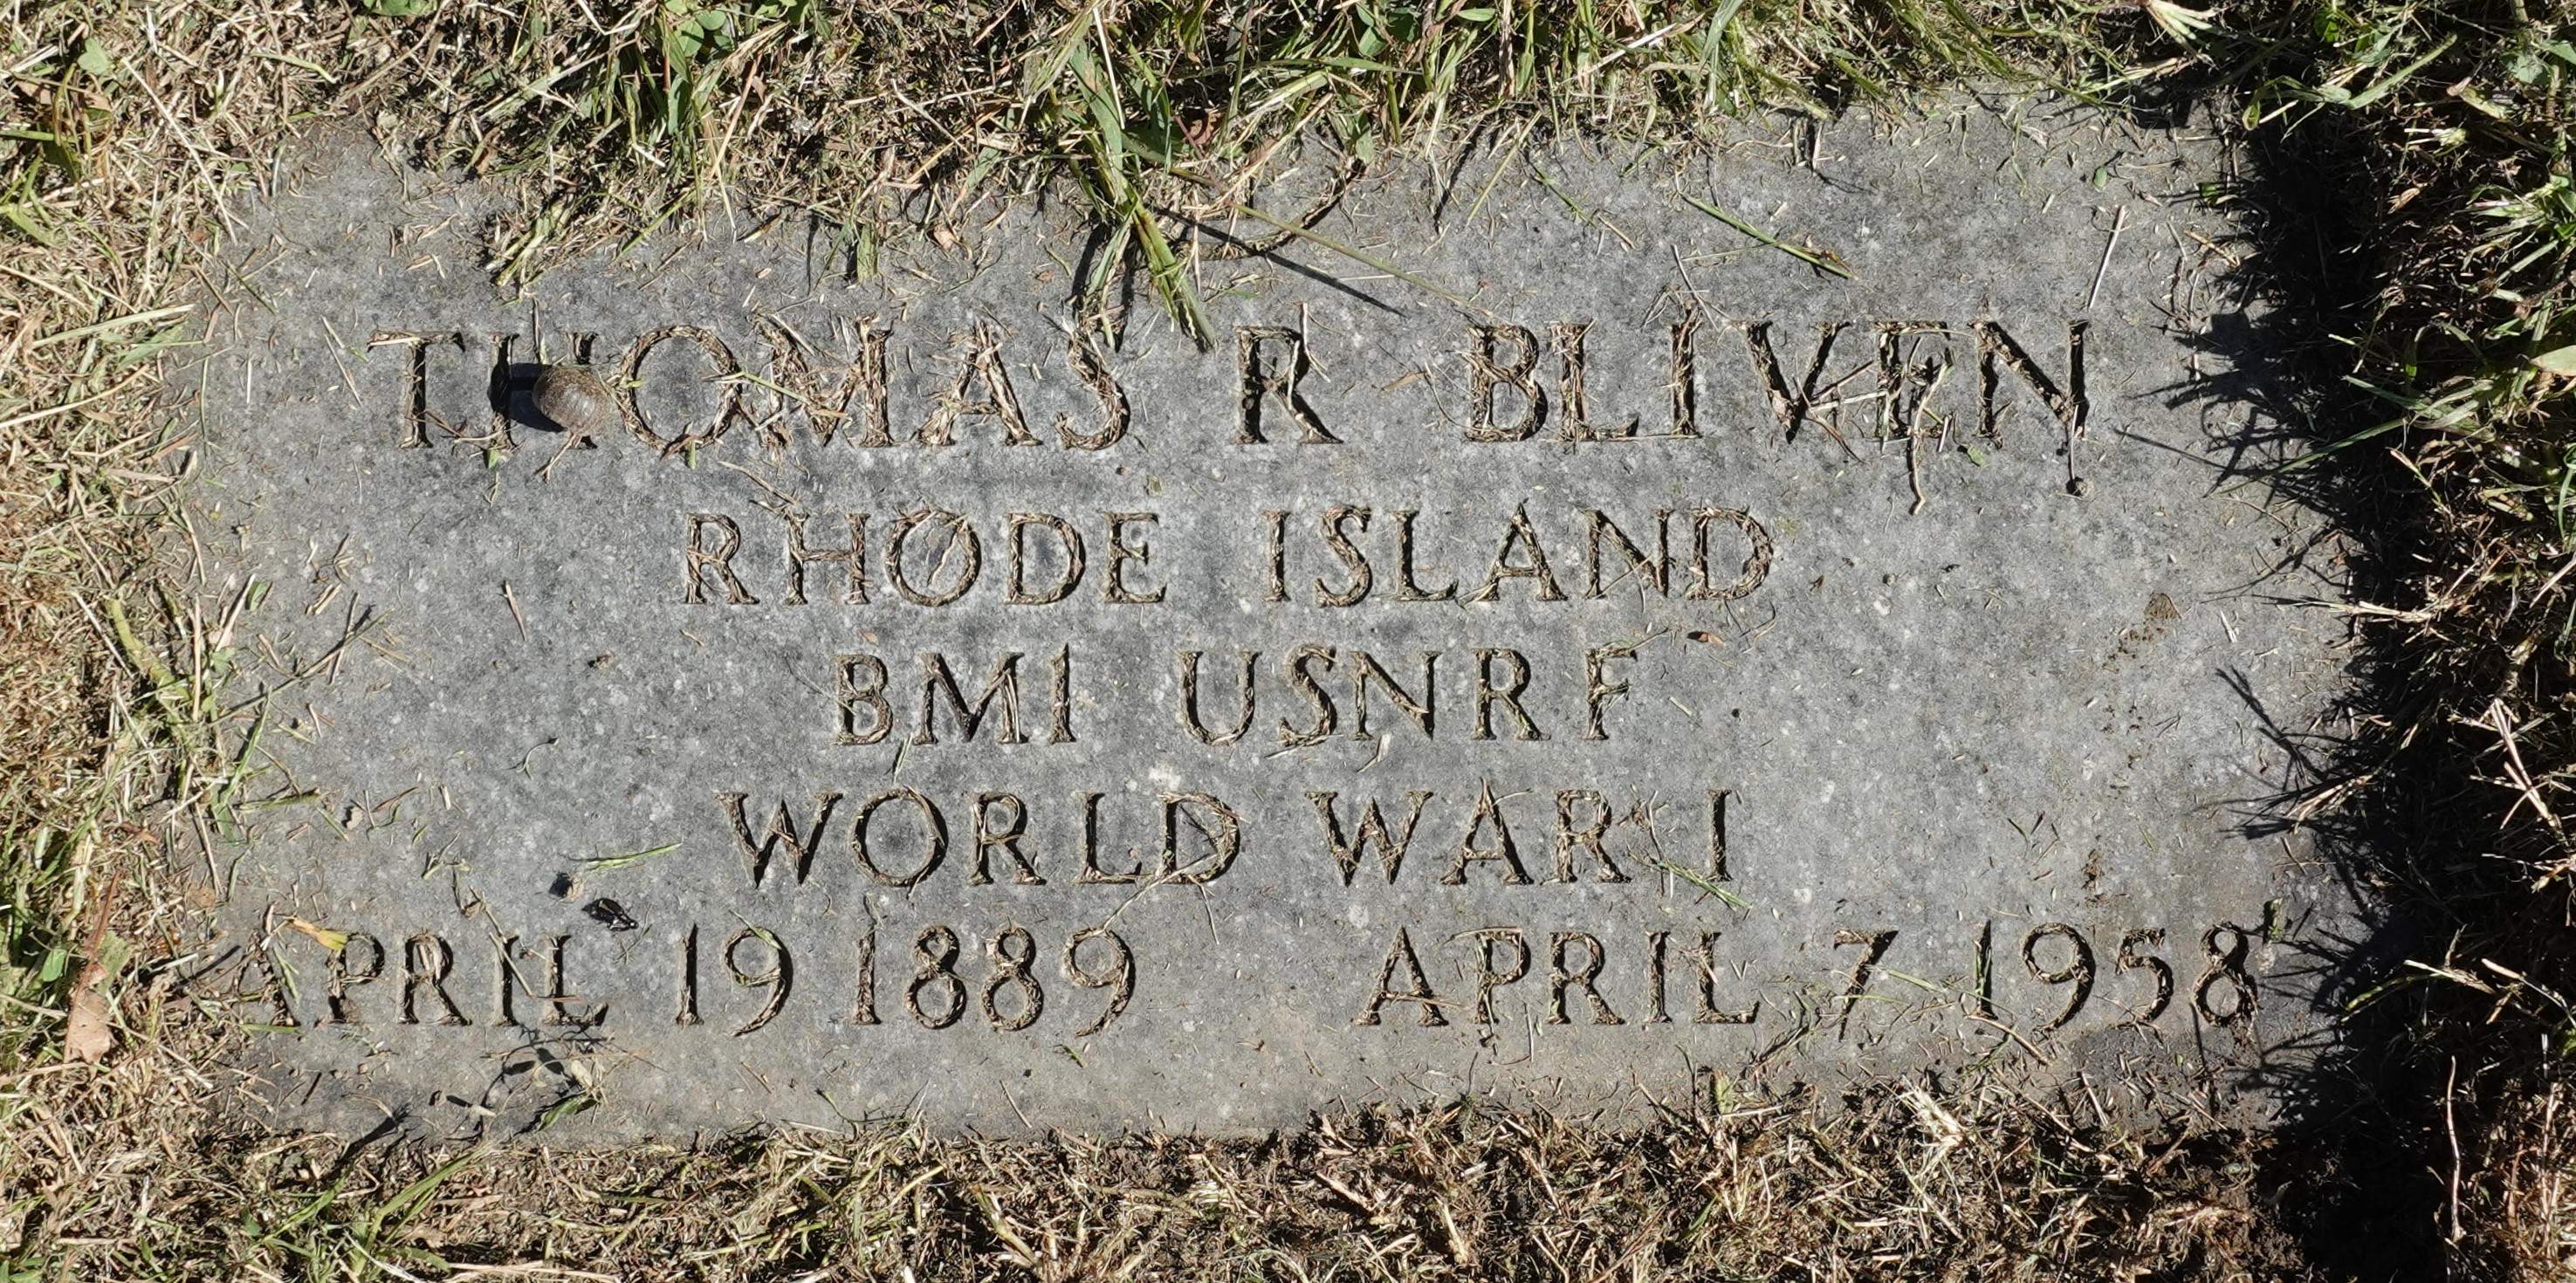 THOMAS R BLIVEN
RHODE ISLAND
BM1 USNRF
WORLD WAR I
APRIL 19 1889 APRIL 7 1958